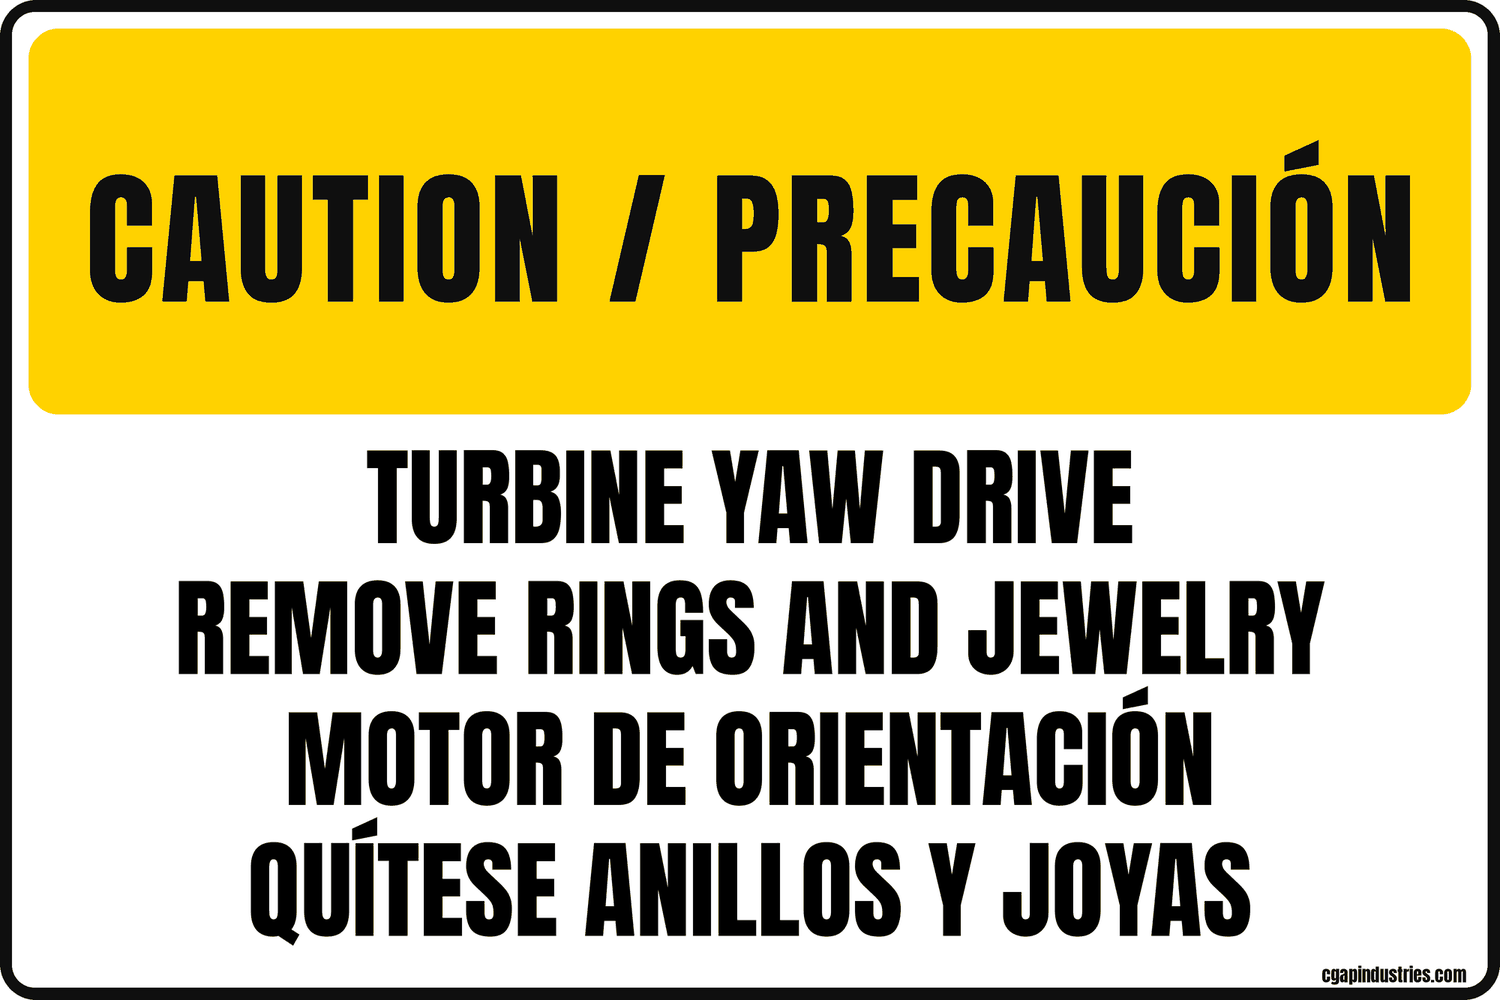 CAUTION / PRECAUCIÓN
TURBINE YAW DRIVE
REMOVE RINGS AND JEWELRY
MOTOR DE ORIENTACIÓN
QUÍTESE ANILLOS Y JOYAS
cgapindustries.com